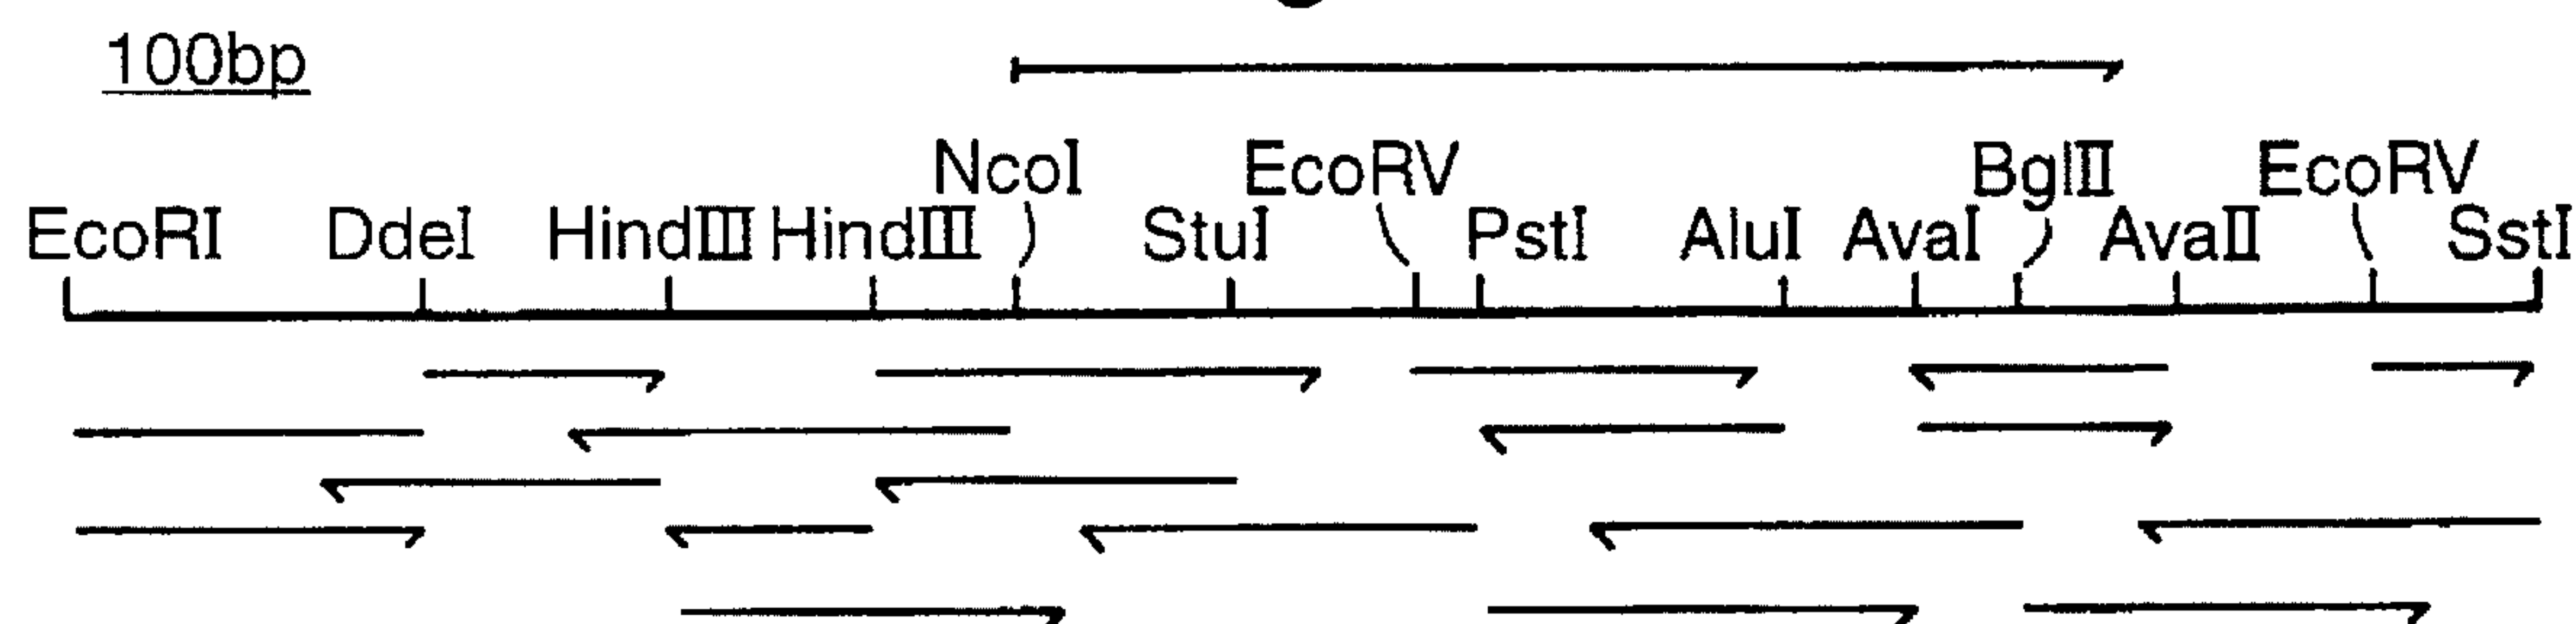 100bp
NcoI EcoRV BglII EcoRV
EcoRI DdeI HindIII HindIII StuI PstI AluI AvaI AvaII SstI